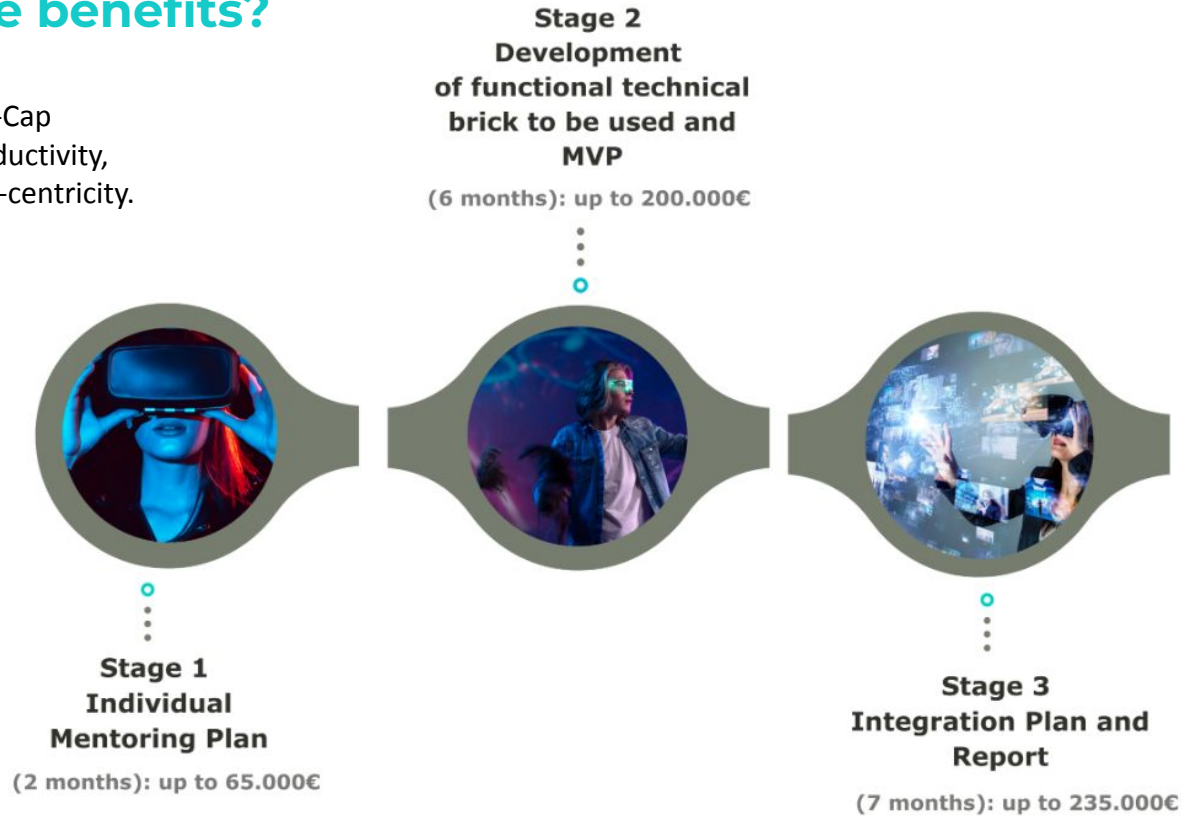 e benefits?
-Cap
ductivity,
-centricity.
Stage 2
Development
of functional technical
brick to be used and
MVP
(6 months): up to 200.000€
Stage 1
Individual
Mentoring Plan
(2 months): up to 65.000€
Stage 3
Integration Plan and
Report
(7 months): up to 235.000€